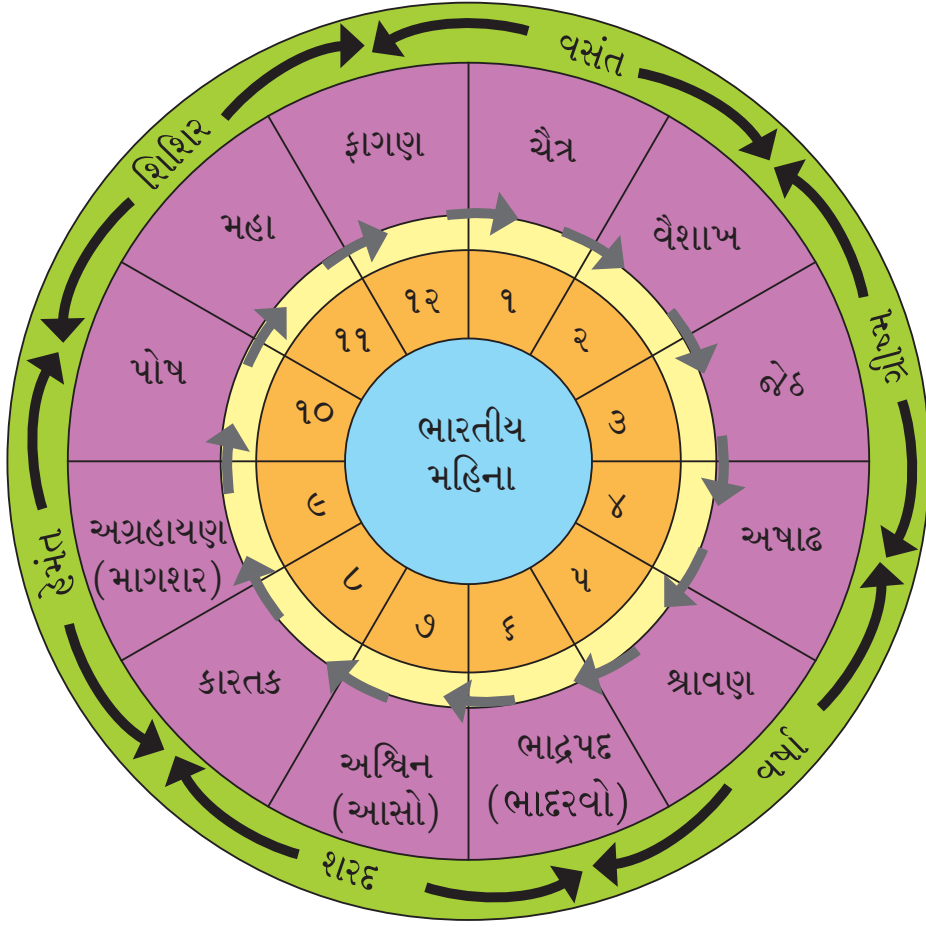 ભારતીય
મહિના
૧
૨
૩
૪
૫
૬
૭
૮
૯
૧૦
૧૧
૧૨
ચૈત્ર
વૈશાખ
જેઠ
અષાઢ
શ્રાવણ
ભાદ્રપદ
(ભાદરવો)
અશ્વિન
(આસો)
કારતક
અગ્રહાયણ
(માગશર)
પોષ
મહા
ફાગણ
વસંત
ગ્રીષ્મ
વર્ષા
શરદ
હેમંત
શિશિર